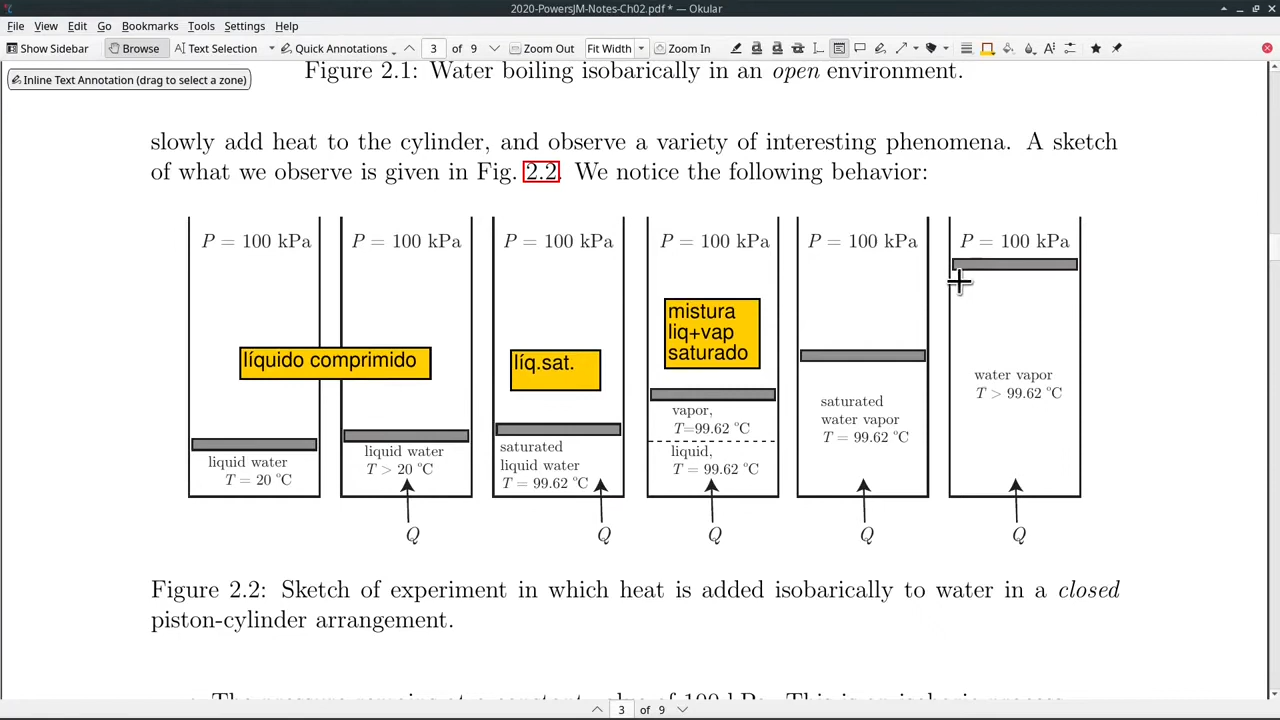 2020-PowersJM-Notes-Ch02.pdf * — Okular
File Edit View Go Bookmarks Tools Settings Help
Show Sidebar Browse Text Selection Quick Annotations 3 of 9 Zoom Out Fit Width Zoom In
Inline Text Annotation (drag to select a zone)
Figure 2.1: Water boiling isobarically in an open environment.
slowly add heat to the cylinder, and observe a variety of interesting phenomena. A sketch
of what we observe is given in Fig. 2.2. We notice the following behavior:
P = 100 kPa
liquid water
T = 20 °C
P = 100 kPa
líquido comprimido
liquid water
T > 20 °C
Q
P = 100 kPa
líq.sat.
saturated
liquid water
T = 99.62 °C
Q
P = 100 kPa
mistura
liq+vap
saturado
vapor,
T=99.62 °C
liquid,
T = 99.62 °C
Q
P = 100 kPa
saturated
water vapor
T = 99.62 °C
Q
P = 100 kPa
water vapor
T > 99.62 °C
Q
Figure 2.2: Sketch of experiment in which heat is added isobarically to water in a closed
piston-cylinder arrangement.
3 of 9